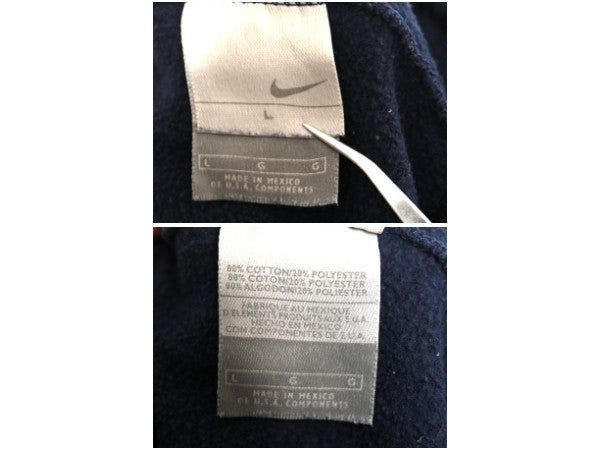 L
L G G
MADE IN MEXICO
OF U.S.A. COMPONENTS
80% COTTON/20% POLYESTER
80% COTON/20% POLYESTER
80% ALGODON/20% POLIESTER
FABRIQUE AU MEXIQUE
D'ELEMENTS PRODUITS AUX E.U.A.
HECHO EN MEXICO
CON COMPONENTES DE E.U.A.
L G G
MADE IN MEXICO
OF U.S.A. COMPONENTS